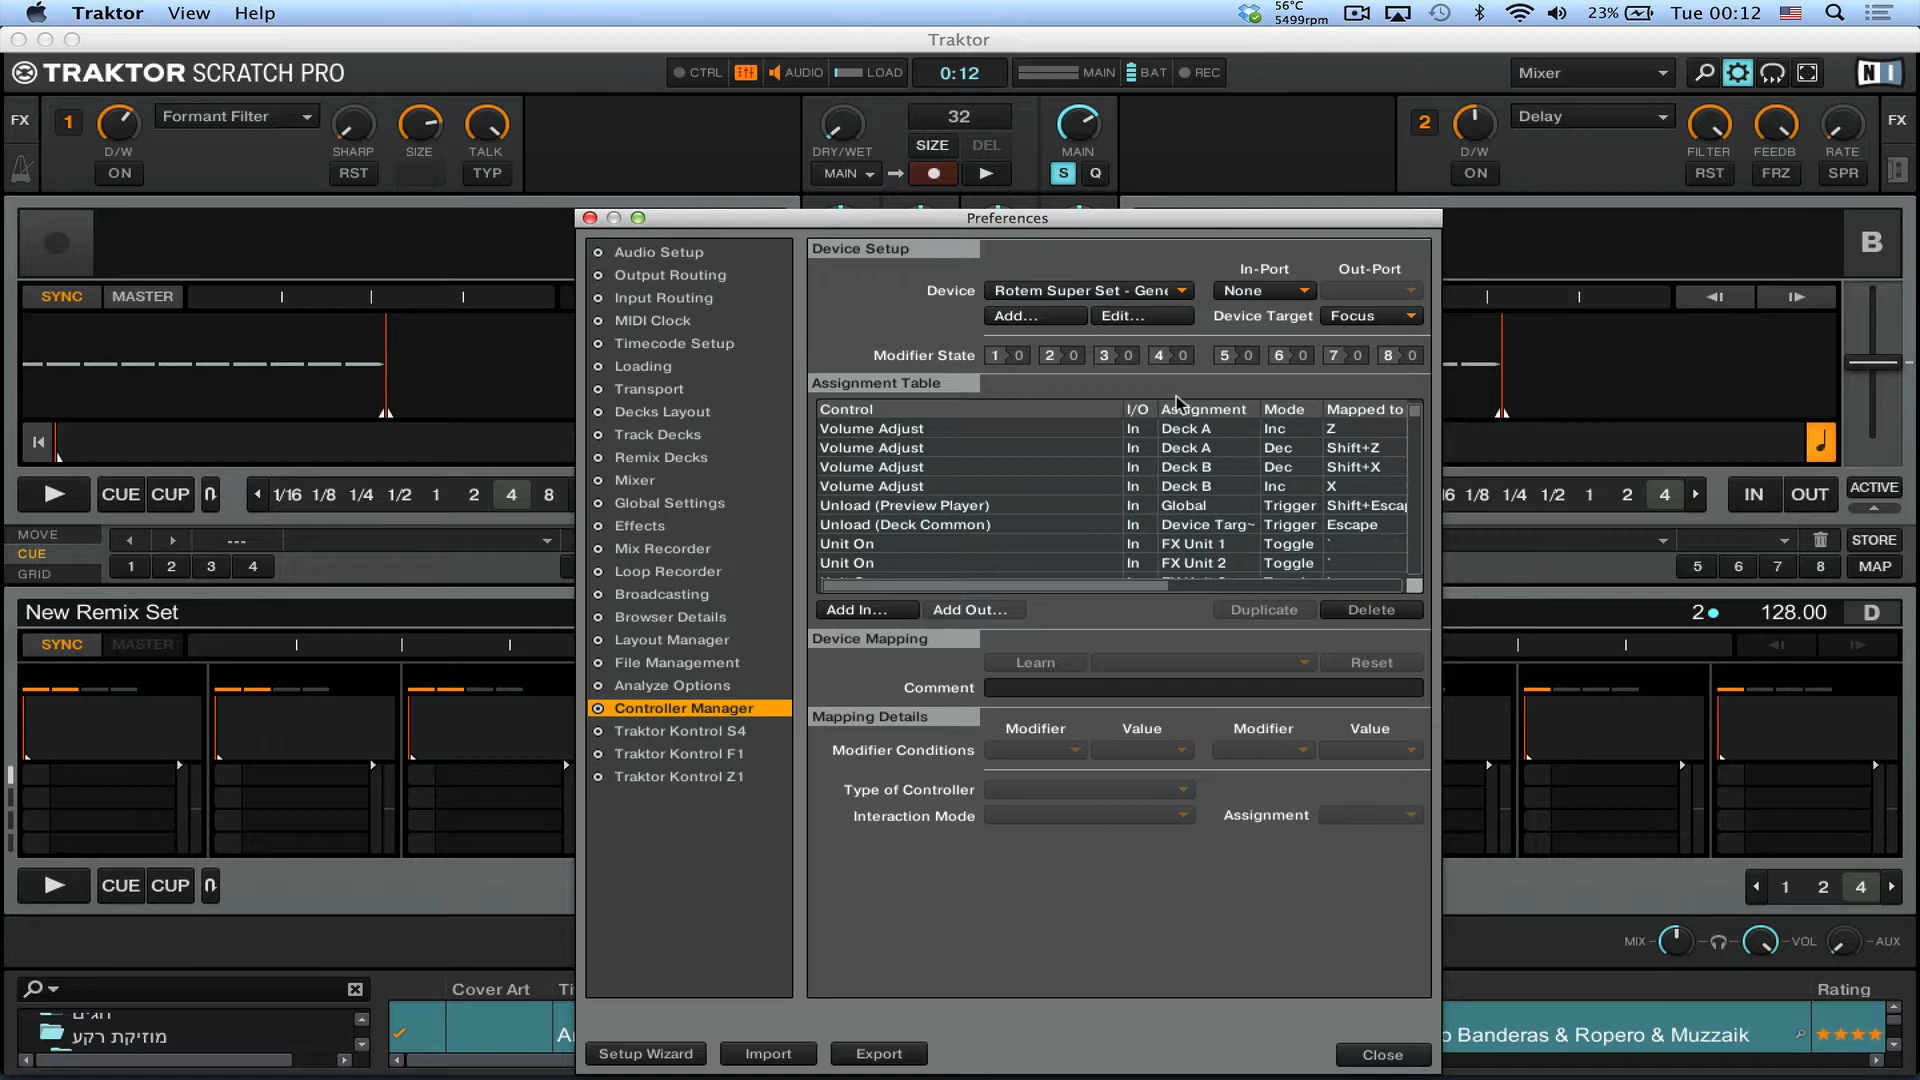 Traktor View Help
56°C
5499rpm
23% Tue 00:12
Traktor
TRAKTOR SCRATCH PRO
CTRL AUDIO LOAD 0:12 MAIN BAT REC
Mixer
NI
FX 1 Formant Filter
D/W SHARP SIZE TALK
ON RST TYP
32
SIZE DEL
DRY/WET MAIN
MAIN S Q
2 Delay FX
D/W FILTER FEEDB RATE
ON RST FRZ SPR
B
SYNC MASTER
CUE CUP 1/16 1/8 1/4 1/2 1 2 4 8
1/8 1/4 1/2 1 2 4 IN OUT ACTIVE
MOVE
CUE
GRID
---
1 2 3 4
STORE
5 6 7 8 MAP
New Remix Set
2 128.00 D
SYNC MASTER
CUE CUP
1 2 4
MIX VOL AUX
Cover Art
Rating
מוזיקת רקע
Banderas & Ropero & Muzzaik
Preferences
Audio Setup
Output Routing
Input Routing
MIDI Clock
Timecode Setup
Loading
Transport
Decks Layout
Track Decks
Remix Decks
Mixer
Global Settings
Effects
Mix Recorder
Loop Recorder
Broadcasting
Browser Details
Layout Manager
File Management
Analyze Options
Controller Manager
Traktor Kontrol S4
Traktor Kontrol F1
Traktor Kontrol Z1
Device Setup
In-Port Out-Port
Device Rotem Super Set - Gene None
Add... Edit... Device Target Focus
Modifier State 1 0 2 0 3 0 4 0 5 0 6 0 7 0 8 0
Assignment Table
Control I/O Assignment Mode Mapped to
Volume Adjust In Deck A Inc Z
Volume Adjust In Deck A Dec Shift+Z
Volume Adjust In Deck B Dec Shift+X
Volume Adjust In Deck B Inc X
Unload (Preview Player) In Global Trigger Shift+Escap
Unload (Deck Common) In Device Targ~ Trigger Escape
Unit On In FX Unit 1 Toggle `
Unit On In FX Unit 2 Toggle `
Add In... Add Out... Duplicate Delete
Device Mapping
Learn Reset
Comment
Mapping Details
Modifier Value Modifier Value
Modifier Conditions
Type of Controller
Interaction Mode Assignment
Setup Wizard Import Export Close